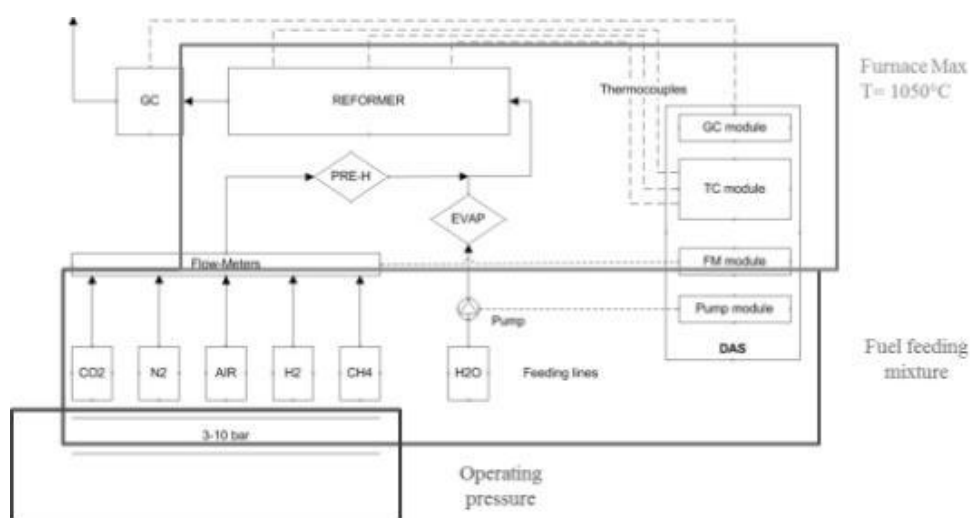 Furnace Max
T= 1050°C
GC
REFORMER
Thermocouples
GC module
PRE-H
TC module
EVAP
Flow-Meters
FM module
Pump
Pump module
DAS
CO2
N2
AIR
H2
CH4
H2O
Feeding lines
Fuel feeding
mixture
3-10 bar
Operating
pressure